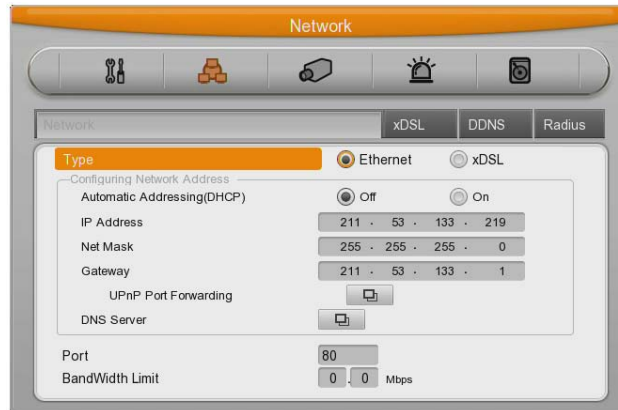 Network
Network xDSL DDNS Radius
Type Ethernet xDSL
Configuring Network Address
Automatic Addressing(DHCP) Off On
IP Address 211 . 53 . 133 . 219
Net Mask 255 . 255 . 255 . 0
Gateway 211 . 53 . 133 . 1
UPnP Port Forwarding
DNS Server
Port 80
BandWidth Limit 0 . 0 Mbps